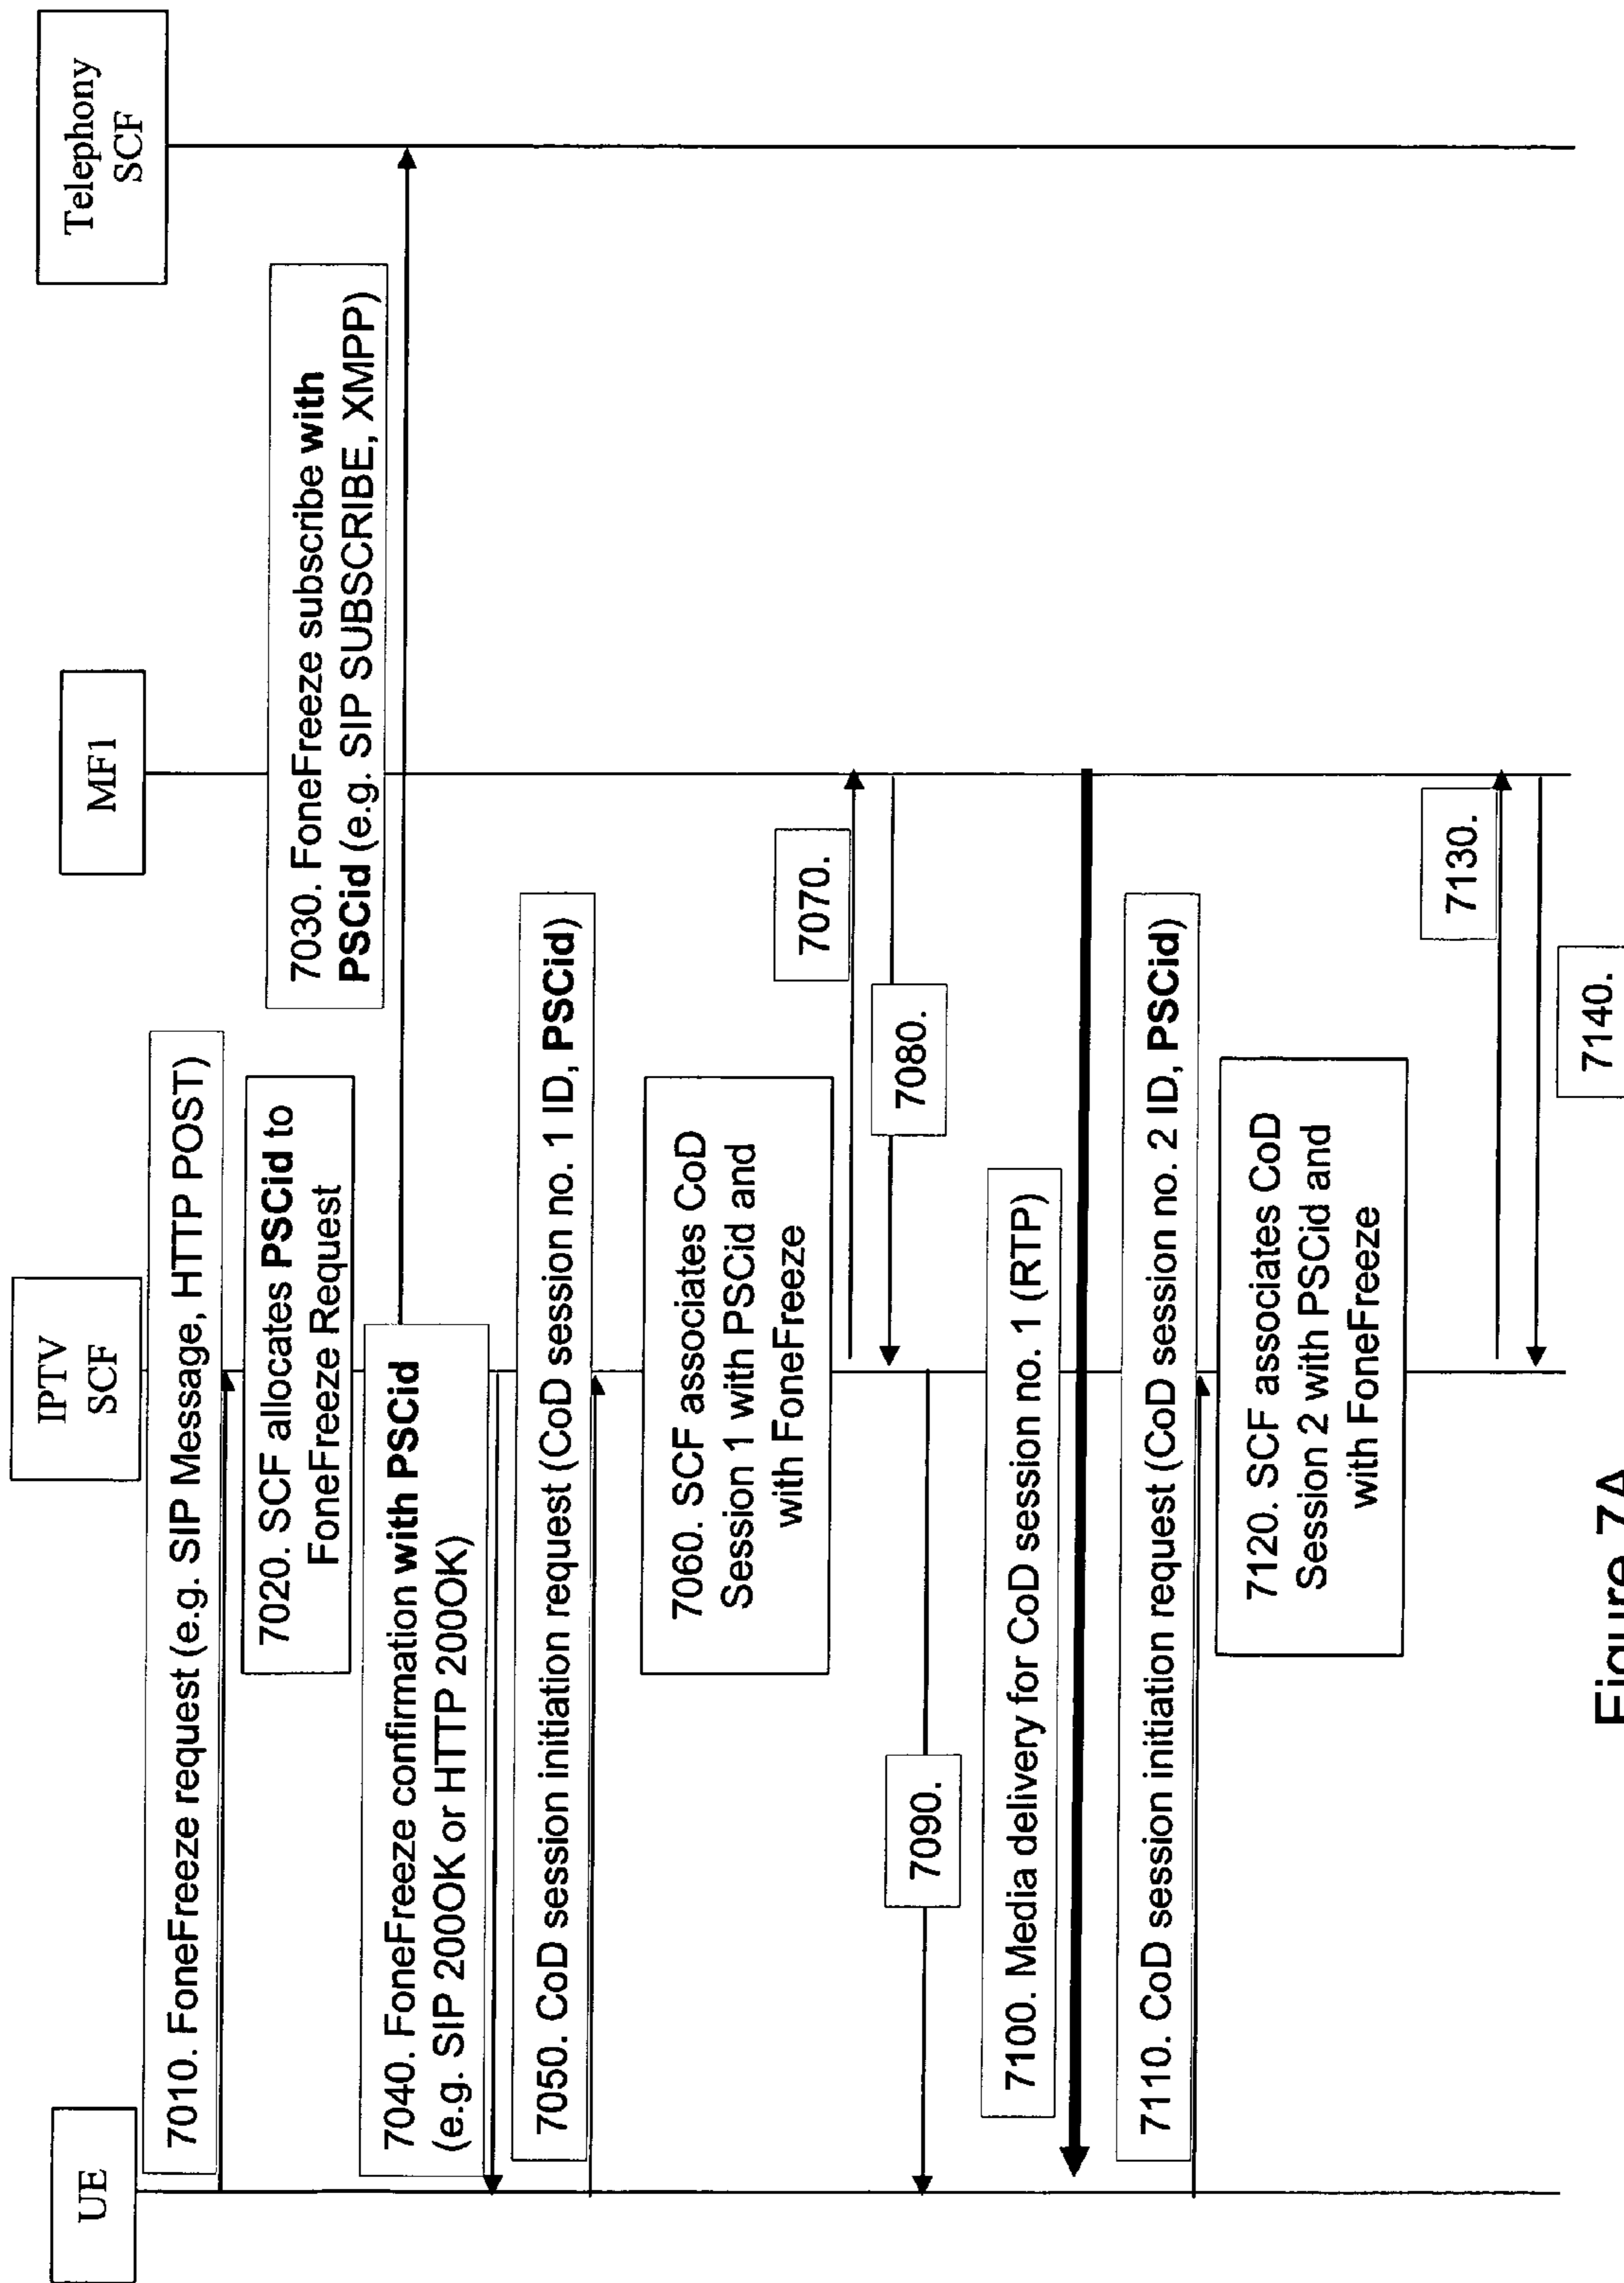 UE
IPTV
SCF
MF1
Telephony
SCF
7010. FoneFreeze request (e.g. SIP Message, HTTP POST)
7020. SCF allocates PSCid to
FoneFreeze Request
7030. FoneFreeze subscribe with
PSCid (e.g. SIP SUBSCRIBE, XMPP)
7040. FoneFreeze confirmation with PSCid
(e.g. SIP 200OK or HTTP 200OK)
7050. CoD session initiation request (CoD session no. 1 ID, PSCid)
7060. SCF associates CoD
Session 1 with PSCid and
with FoneFreeze
7070.
7080.
7090.
7100. Media delivery for CoD session no. 1 (RTP)
7110. CoD session initiation request (CoD session no. 2 ID, PSCid)
7120. SCF associates CoD
Session 2 with PSCid and
with FoneFreeze
7130.
7140.
Figure 7A